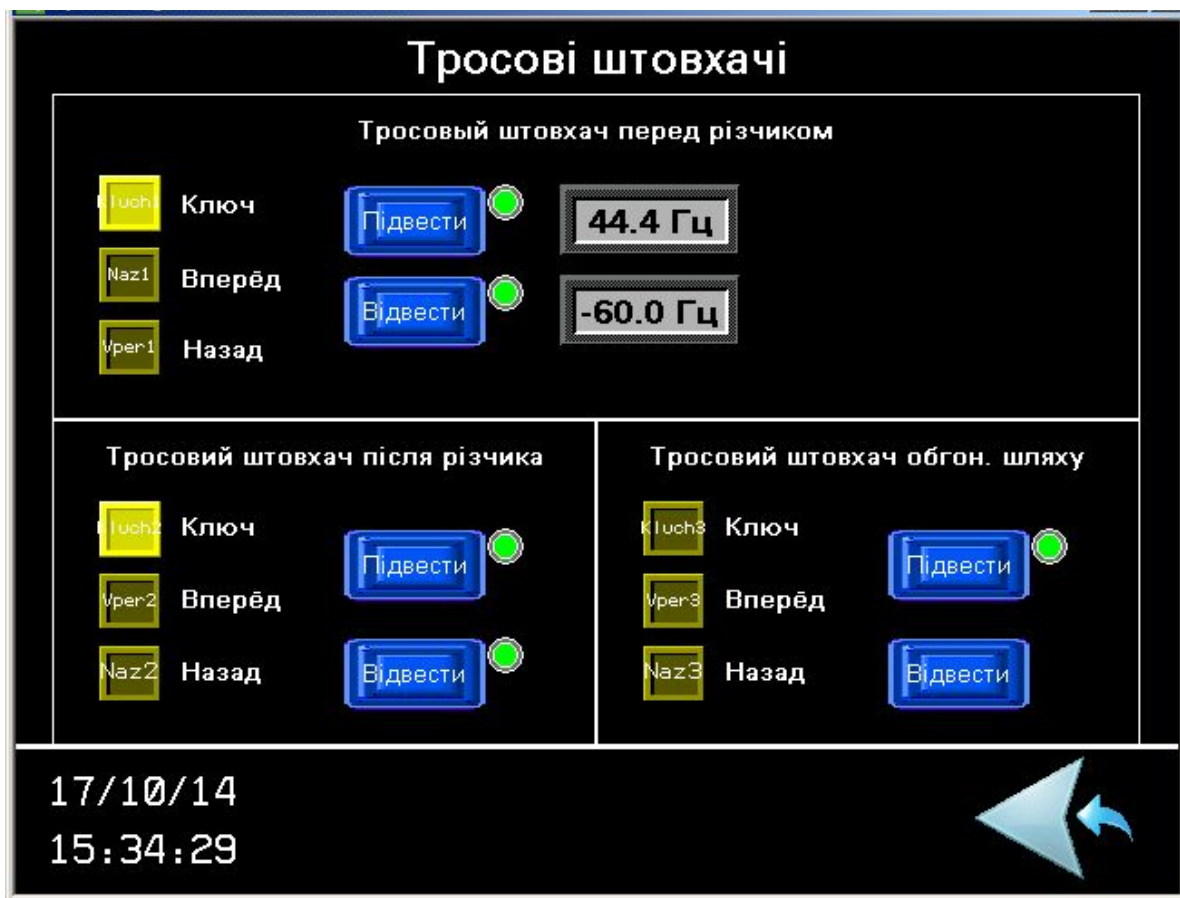 Тросові штовхачі
Тросовый штовхач перед різчиком
Kluch1 Ключ Підвести 44.4 Гц
Naz1 Вперёд Відвести -60.0 Гц
Vper1 Назад
Тросовий штовхач після різчика
Kluch2 Ключ Підвести
Vper2 Вперёд
Naz2 Назад Відвести
Тросовий штовхач обгон. шляху
Kluch3 Ключ Підвести
Vper3 Вперёд
Naz3 Назад Відвести
17/10/14
15:34:29